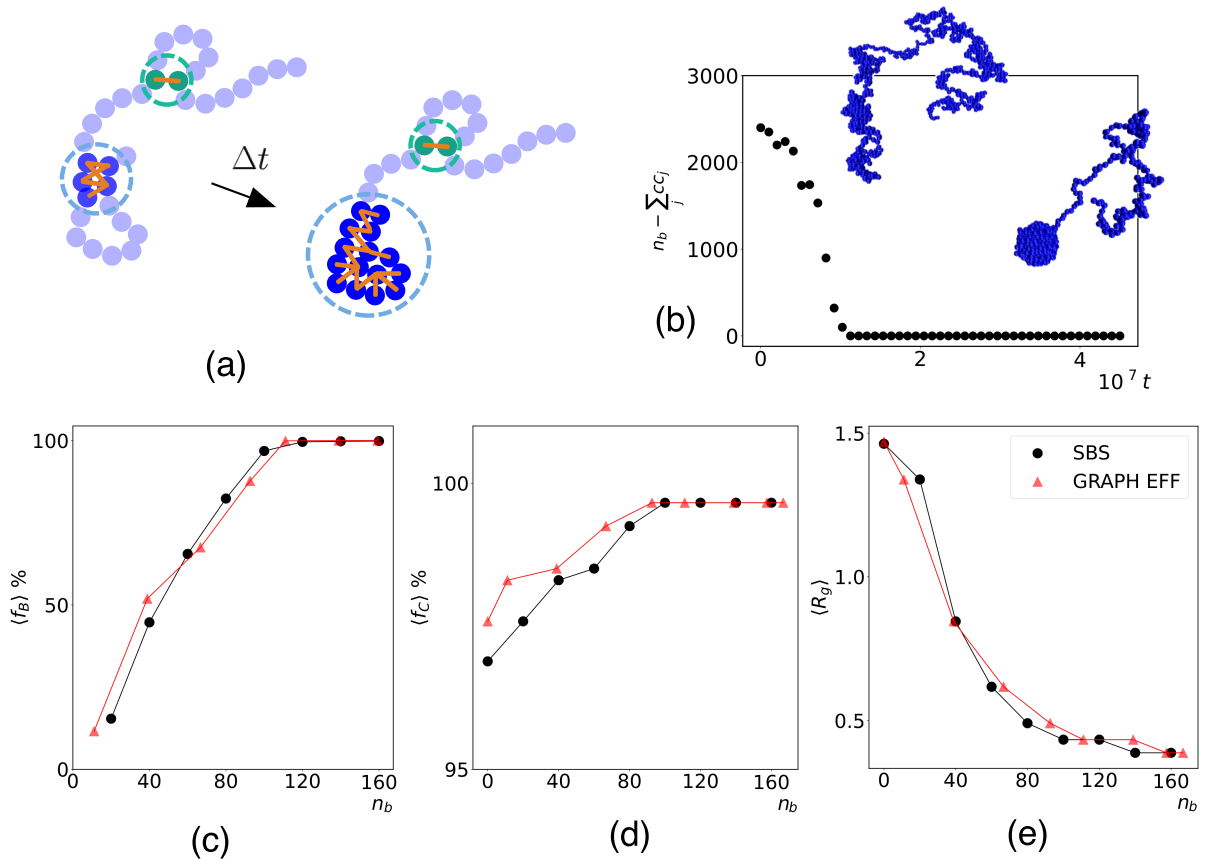 Δt
(a)
3000
2000
1000
0
n_b − ∑_j cc_j
0 2 4
10^7 t
(b)
100
50
0
⟨f_B⟩ %
0 40 80 120 160
n_b
(c)
100
95
⟨f_C⟩ %
0 40 80 120 160
n_b
(d)
1.5
1.0
0.5
⟨R_g⟩
SBS
GRAPH EFF
0 40 80 120 160
n_b
(e)